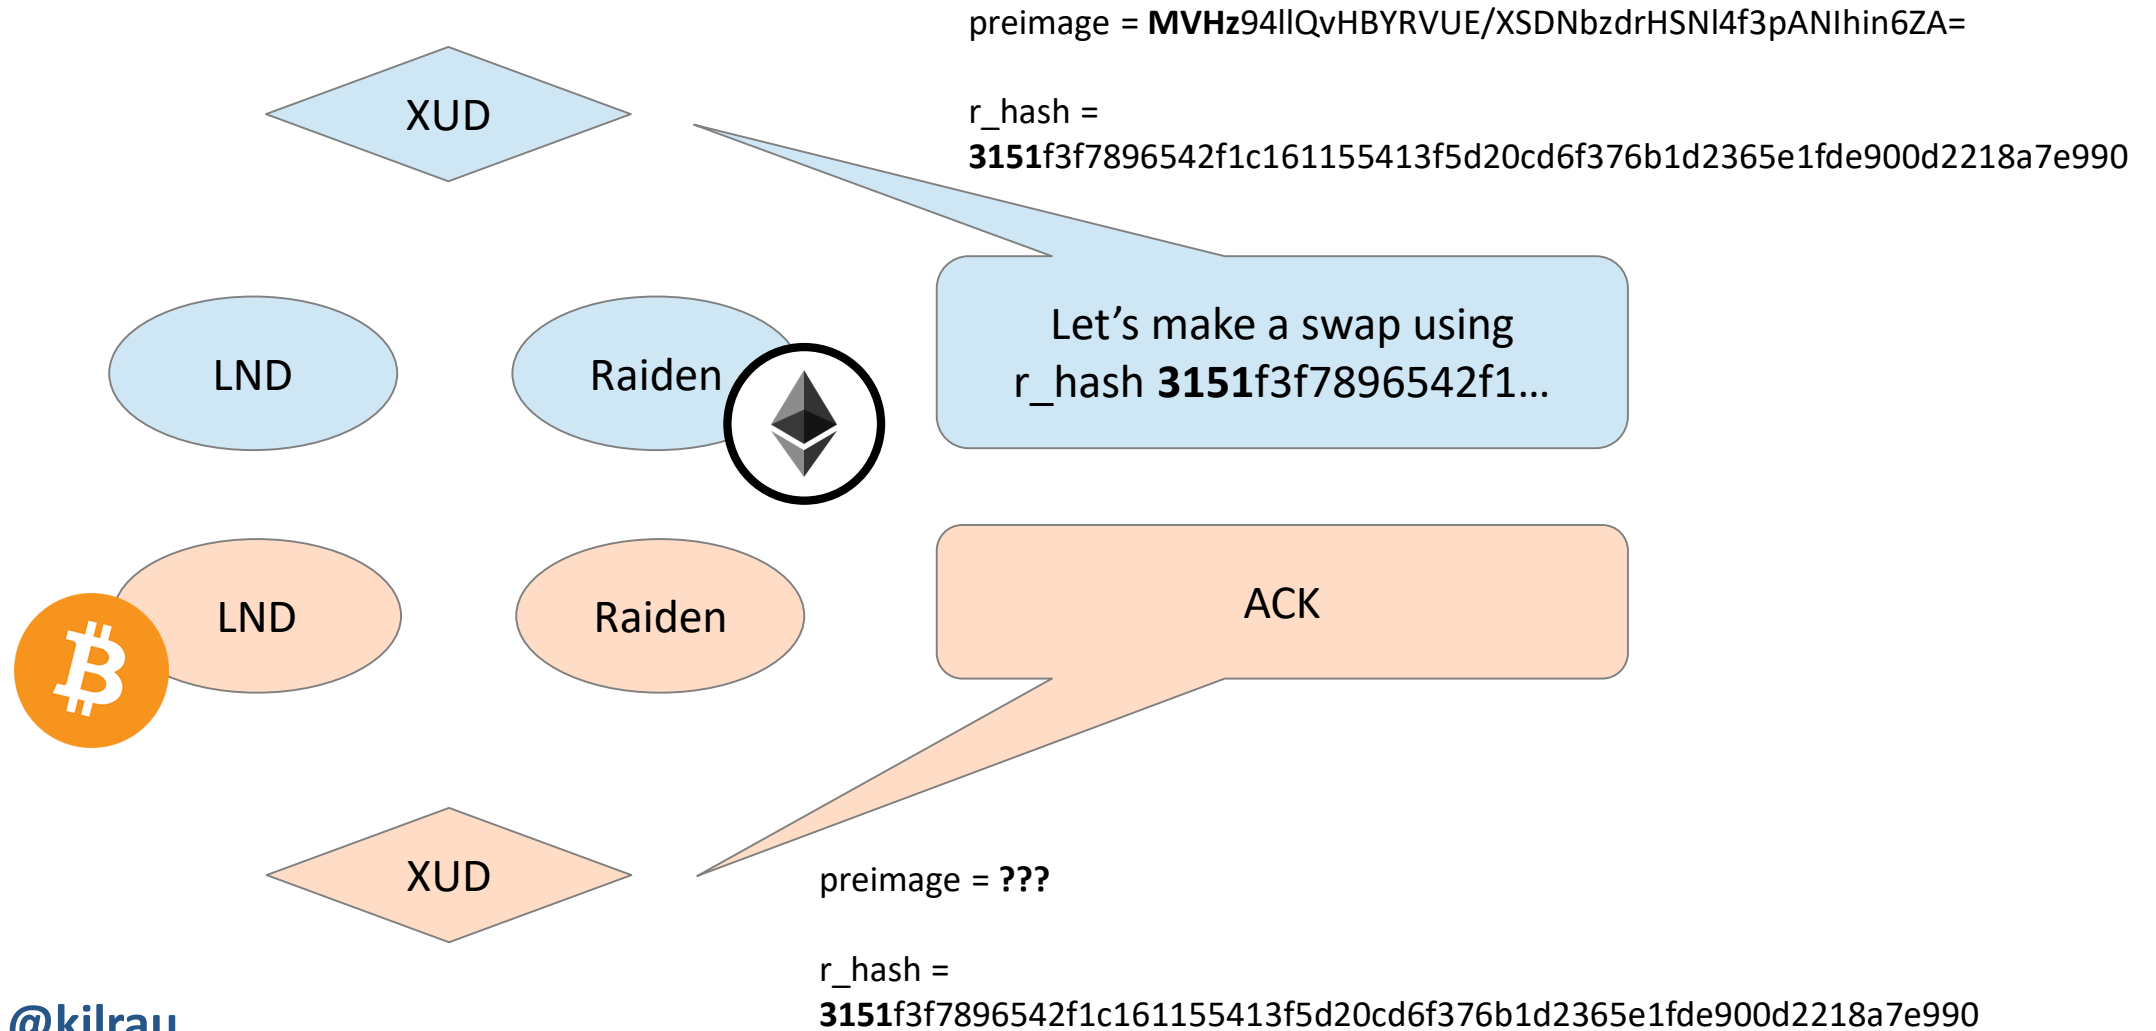 preimage = MVHz94llQvHBYRVUE/XSDNbzdrHSNl4f3pANIhin6ZA=
XUD
r_hash =
3151f3f7896542f1c161155413f5d20cd6f376b1d2365e1fde900d2218a7e990
LND
Raiden
Let’s make a swap using
r_hash 3151f3f7896542f1...
LND
Raiden
ACK
XUD
preimage = ???
r_hash =
3151f3f7896542f1c161155413f5d20cd6f376b1d2365e1fde900d2218a7e990
@kilrau